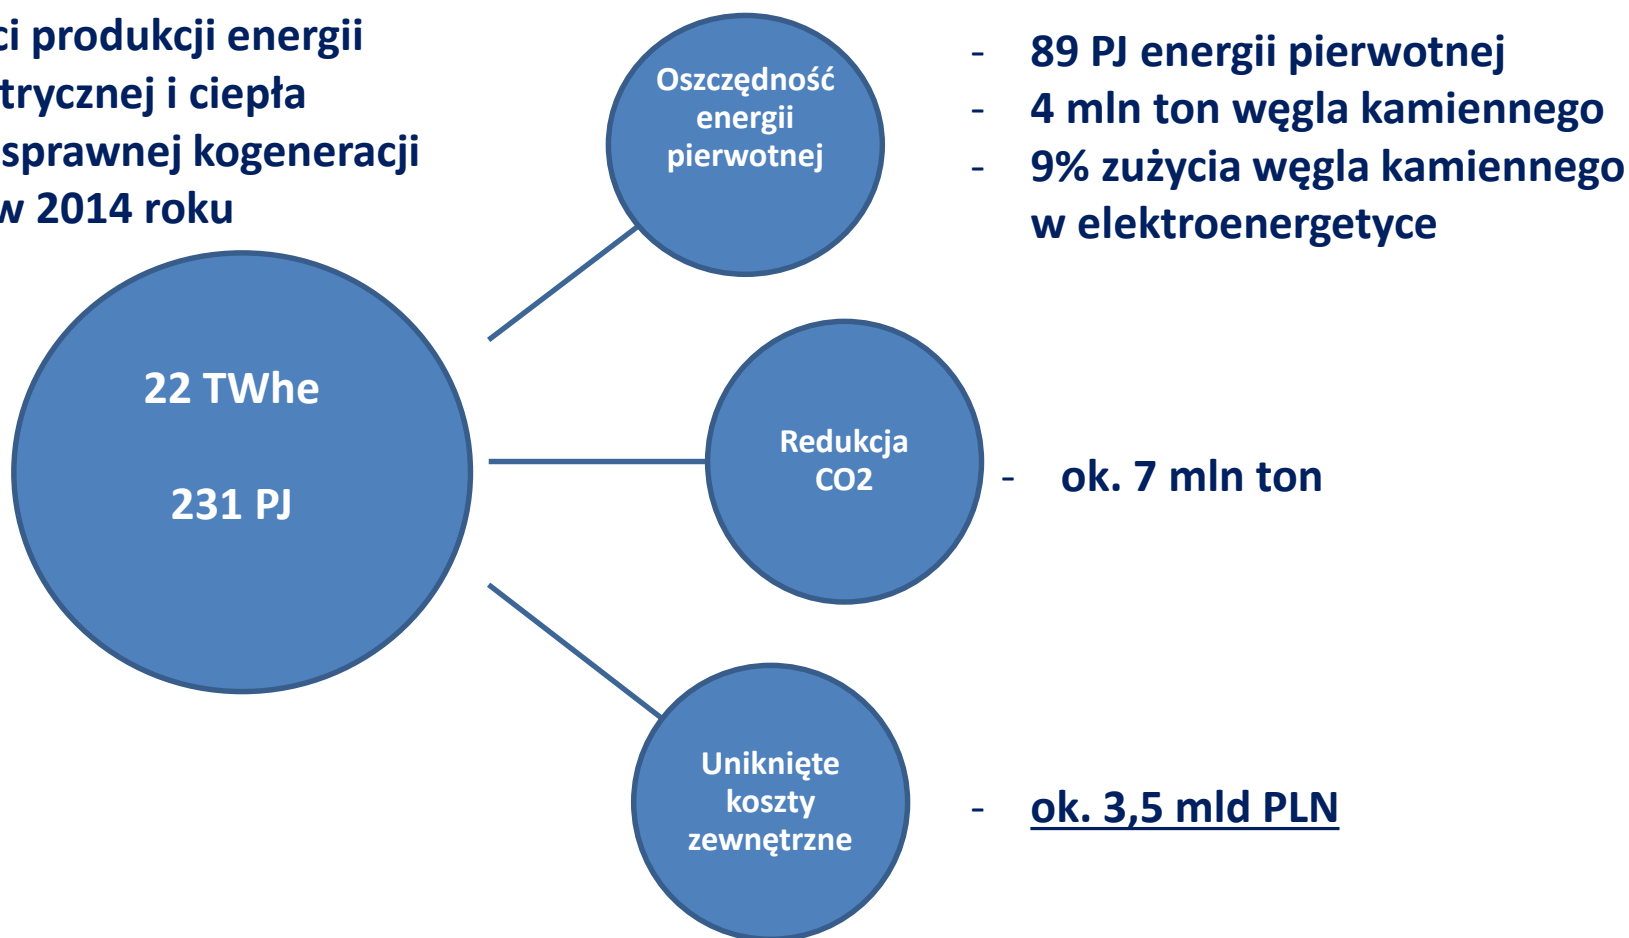 ci produkcji energii
trycznej i ciepła
sprawnej kogeneracji
w 2014 roku
22 TWhe
231 PJ
Oszczędność
energii
pierwotnej
- 89 PJ energii pierwotnej
- 4 mln ton węgla kamiennego
- 9% zużycia węgla kamiennego
w elektroenergetyce
Redukcja
CO2
- ok. 7 mln ton
Uniknięte
koszty
zewnętrzne
- ok. 3,5 mld PLN